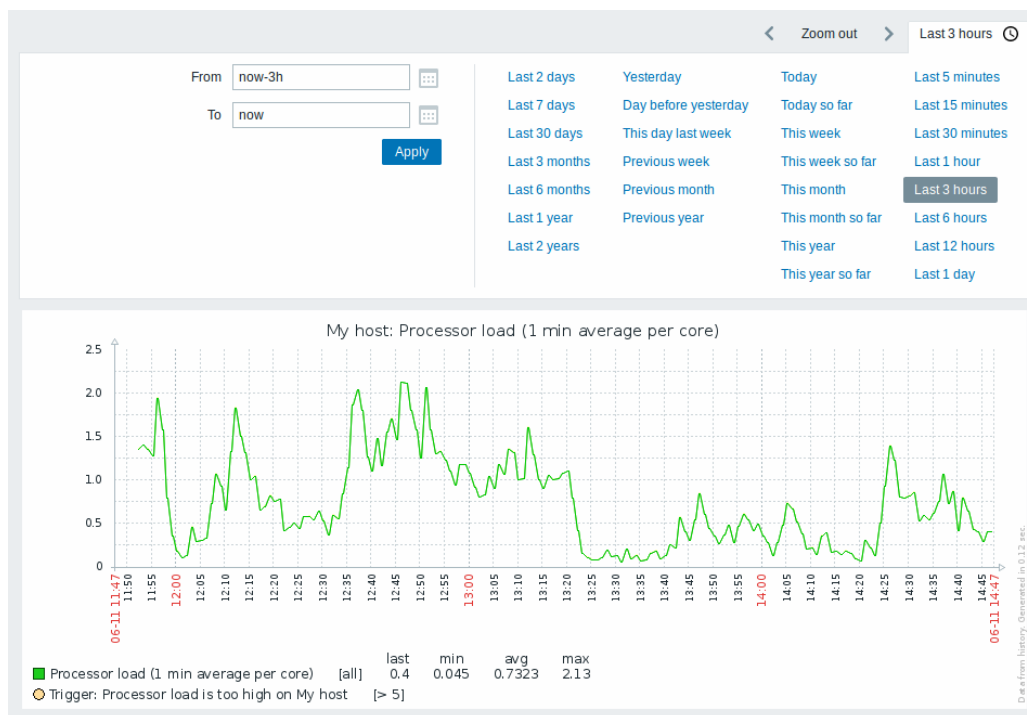 Zoom out Last 3 hours
From now-3h
To now
Apply
Last 2 days Yesterday Today Last 5 minutes
Last 7 days Day before yesterday Today so far Last 15 minutes
Last 30 days This day last week This week Last 30 minutes
Last 3 months Previous week This week so far Last 1 hour
Last 6 months Previous month This month Last 3 hours
Last 1 year Previous year This month so far Last 6 hours
Last 2 years This year Last 12 hours
This year so far Last 1 day
My host: Processor load (1 min average per core)
2.5
2.0
1.5
1.0
0.5
0
06-11 11:47 11:50 11:55 12:00 12:05 12:10 12:15 12:20 12:25 12:30 12:35 12:40 12:45 12:50 12:55 13:00 13:05 13:10 13:15 13:20 13:25 13:30 13:35 13:40 13:45 13:50 13:55 14:00 14:05 14:10 14:15 14:20 14:25 14:30 14:35 14:40 14:45 06-11 14:47
last min avg max
Processor load (1 min average per core) [all] 0.4 0.045 0.7323 2.13
Trigger: Processor load is too high on My host [> 5]
Data from history. Generated in 0.12 sec.